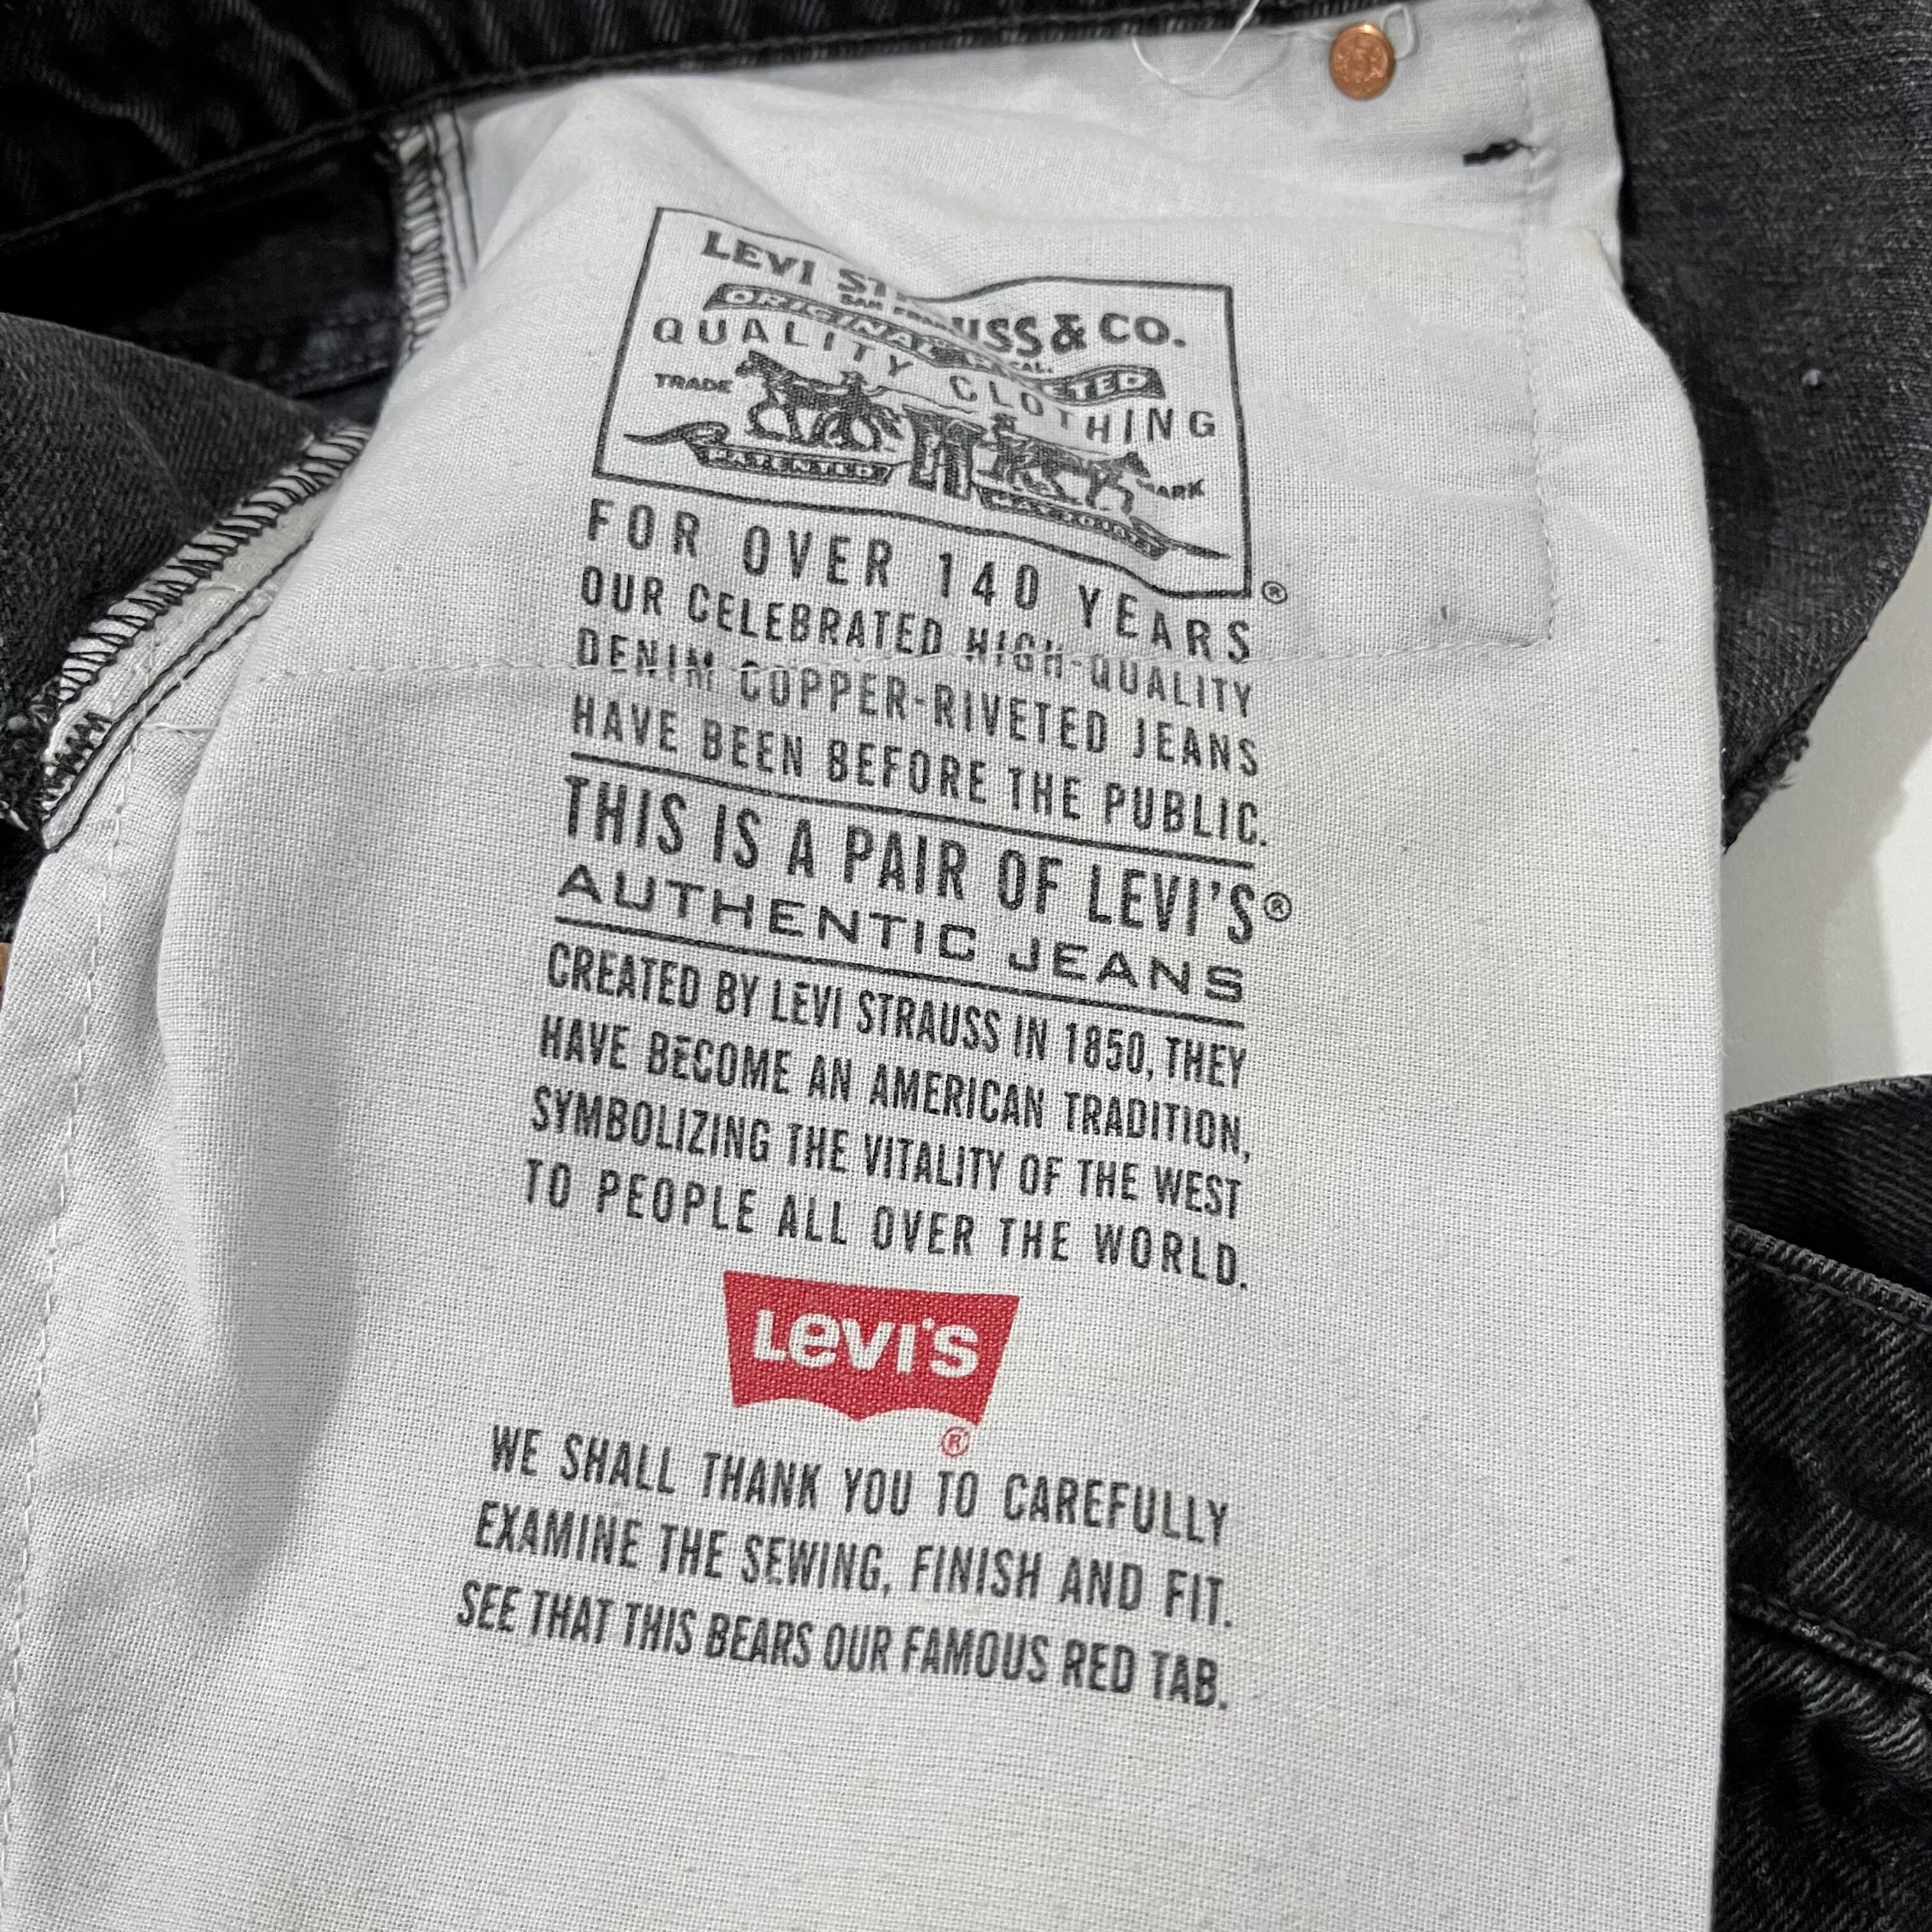 LEVI STRAUSS & CO.
ORIGINAL
QUALITY CLOTHING
TRADE MARK
PATENTED
FOR OVER 140 YEARS
OUR CELEBRATED HIGH-QUALITY
DENIM COPPER-RIVETED JEANS
HAVE BEEN BEFORE THE PUBLIC.
THIS IS A PAIR OF LEVI'S®
AUTHENTIC JEANS
CREATED BY LEVI STRAUSS IN 1850, THEY
HAVE BECOME AN AMERICAN TRADITION,
SYMBOLIZING THE VITALITY OF THE WEST
TO PEOPLE ALL OVER THE WORLD.
LEVI'S
®
WE SHALL THANK YOU TO CAREFULLY
EXAMINE THE SEWING, FINISH AND FIT.
SEE THAT THIS BEARS OUR FAMOUS RED TAB.